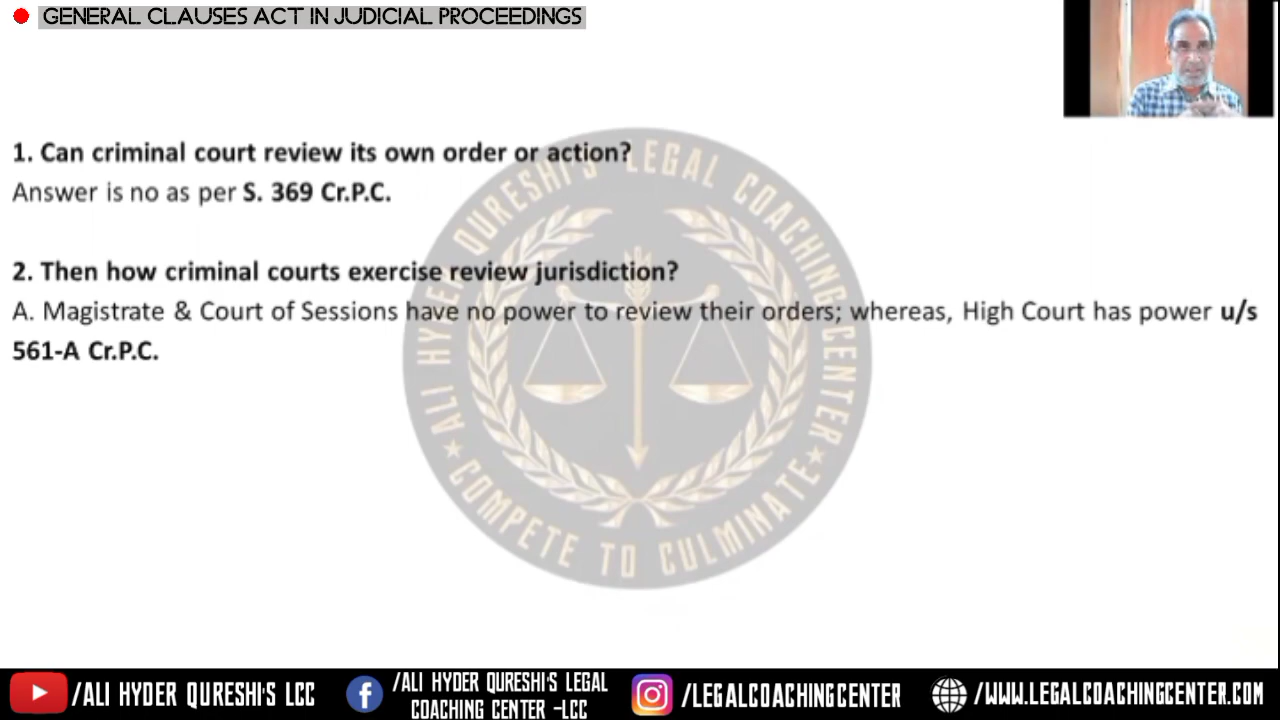 GENERAL CLAUSES ACT IN JUDICIAL PROCEEDINGS
1. Can criminal court review its own order or action?
Answer is no as per S. 369 Cr.P.C.
2. Then how criminal courts exercise review jurisdiction?
A. Magistrate & Court of Sessions have no power to review their orders; whereas, High Court has power u/s
561-A Cr.P.C.
ALI HYDER QURESHI'S LEGAL COACHING CENTER
COMPETE TO CULMINATE
/ALI HYDER QURESHI'S LCC
/ALI HYDER QURESHI'S LEGAL
COACHING CENTER -LCC
/LEGALCOACHINGCENTER
/WWW.LEGALCOACHINGCENTER.COM